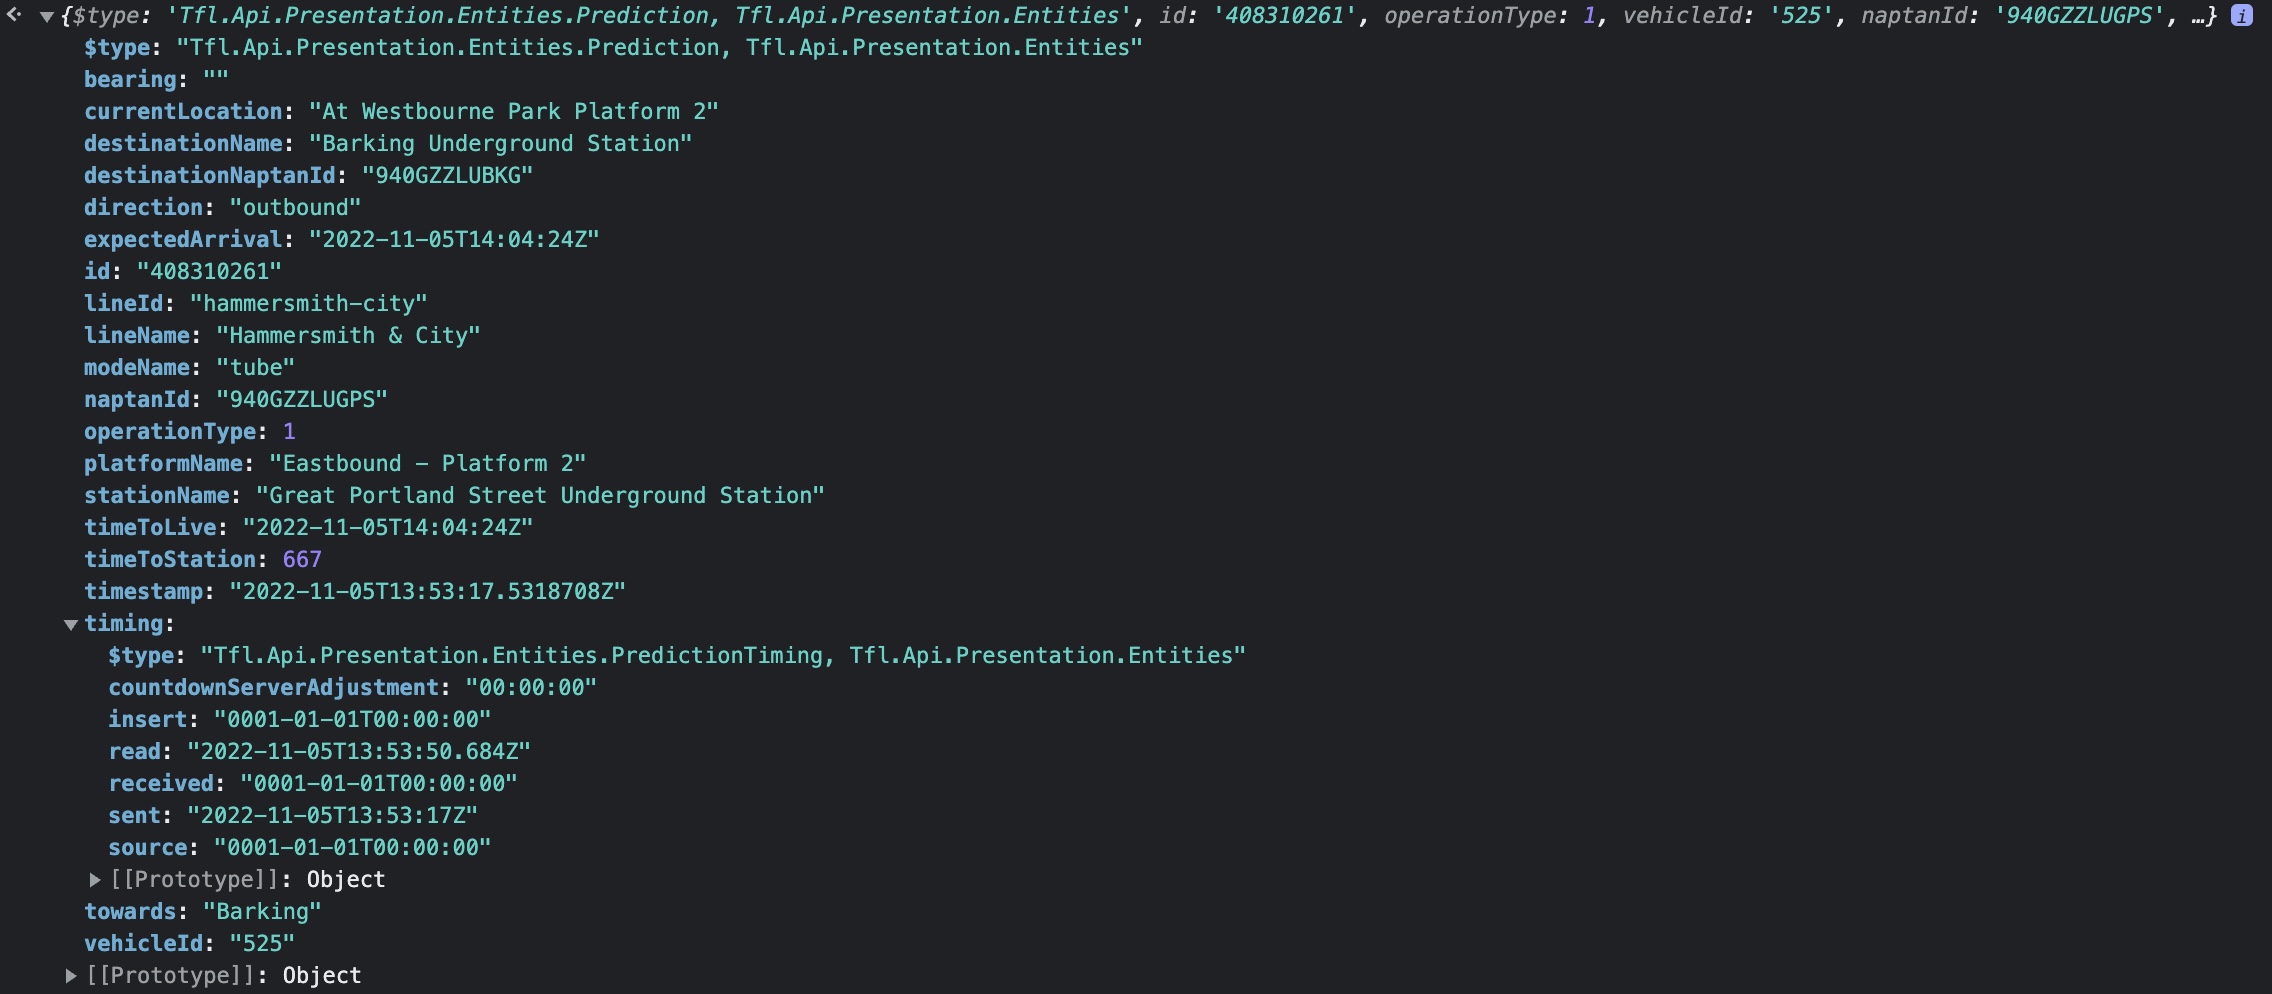 {$type: 'Tfl.Api.Presentation.Entities.Prediction, Tfl.Api.Presentation.Entities', id: '408310261', operationType: 1, vehicleId: '525', naptanId: '940GZZLUGPS', …} i
$type: "Tfl.Api.Presentation.Entities.Prediction, Tfl.Api.Presentation.Entities"
bearing: ""
currentLocation: "At Westbourne Park Platform 2"
destinationName: "Barking Underground Station"
destinationNaptanId: "940GZZLUBKG"
direction: "outbound"
expectedArrival: "2022-11-05T14:04:24Z"
id: "408310261"
lineId: "hammersmith-city"
lineName: "Hammersmith & City"
modeName: "tube"
naptanId: "940GZZLUGPS"
operationType: 1
platformName: "Eastbound - Platform 2"
stationName: "Great Portland Street Underground Station"
timeToLive: "2022-11-05T14:04:24Z"
timeToStation: 667
timestamp: "2022-11-05T13:53:17.5318708Z"
timing:
$type: "Tfl.Api.Presentation.Entities.PredictionTiming, Tfl.Api.Presentation.Entities"
countdownServerAdjustment: "00:00:00"
insert: "0001-01-01T00:00:00"
read: "2022-11-05T13:53:50.684Z"
received: "0001-01-01T00:00:00"
sent: "2022-11-05T13:53:17Z"
source: "0001-01-01T00:00:00"
[[Prototype]]: Object
towards: "Barking"
vehicleId: "525"
[[Prototype]]: Object